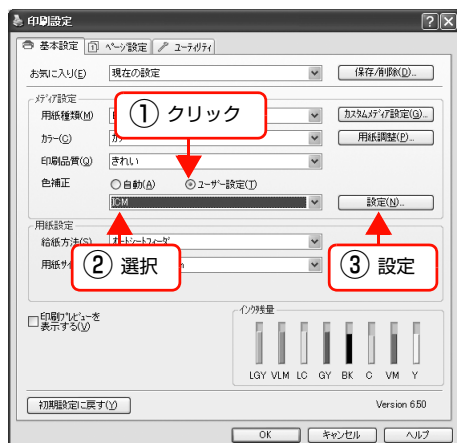 印刷設定
基本設定 ページ設定 ユーティリティ
お気に入り(E) 現在の設定 保存/削除(D)...
メディア設定
用紙種類(M) カスタムメディア設定(G)...
① クリック
カラー(C) 用紙調整(P)...
印刷品質(Q) きれい
色補正 自動(A) ユーザー設定(T)
ICM 設定(N)...
用紙設定
給紙方法(S) オートシートフィーダ
用紙サイ
② 選択
③ 設定
印刷プレビューを
表示する(V)
インク残量
LGY VLM LC GY BK C VM Y
初期設定に戻す(Y) Version 6.50
OK キャンセル ヘルプ